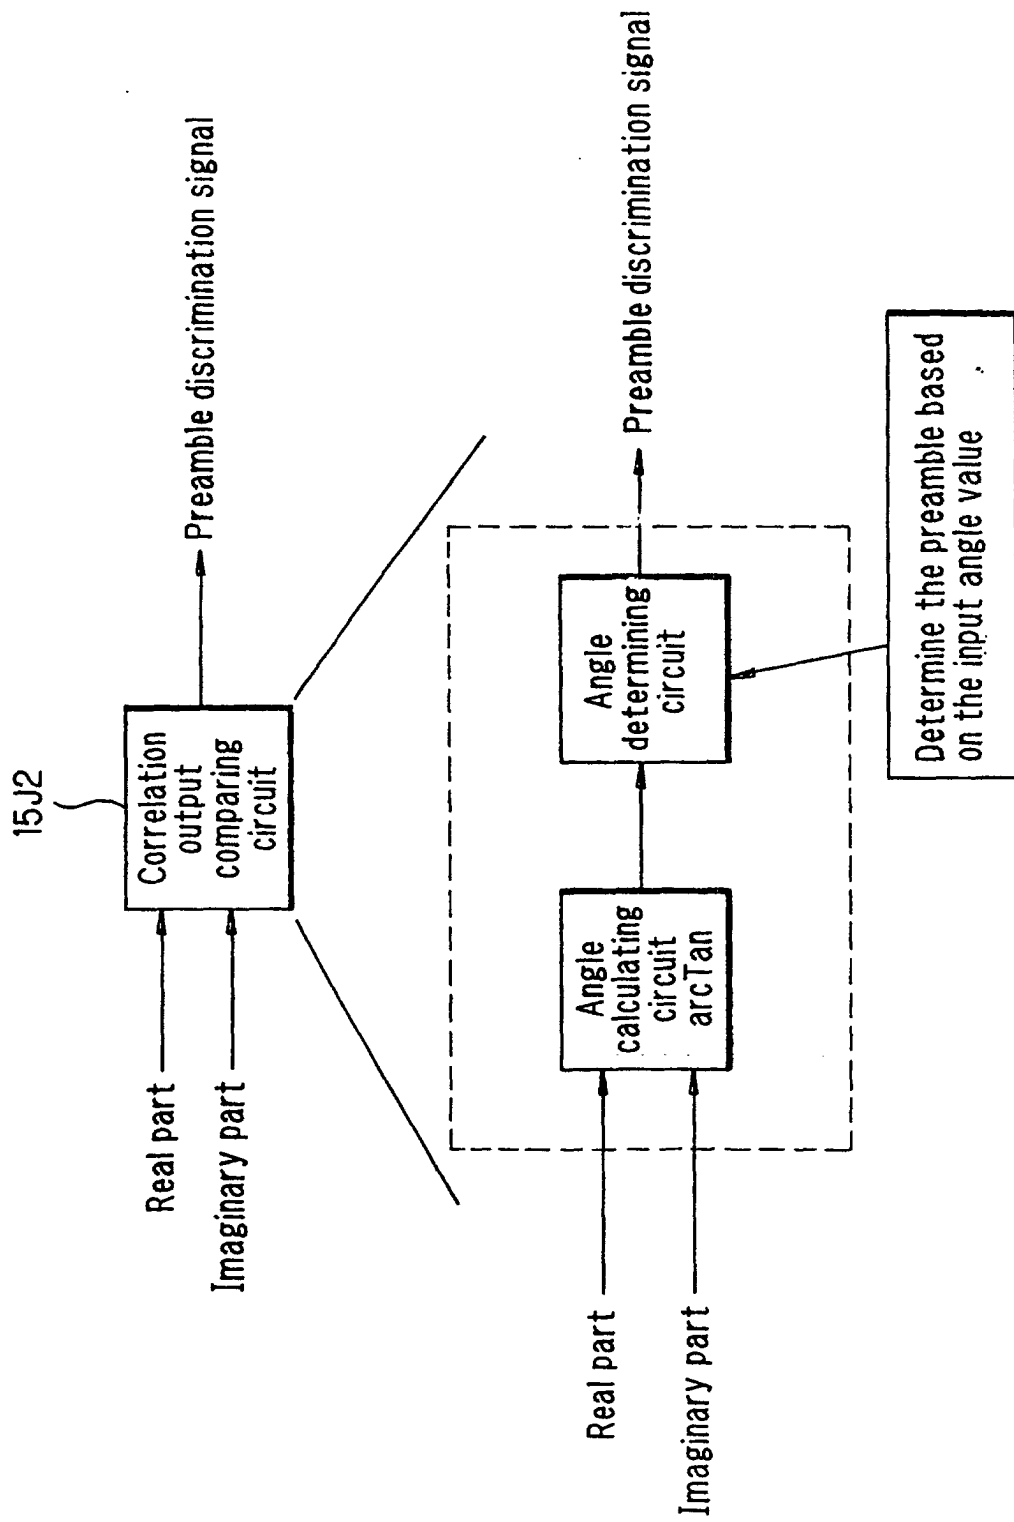 15J2
Real part
Imaginary part
Correlation
output
comparing
circuit
Preamble discrimination signal
Real part
Imaginary part
Angle
calculating
circuit
arcTan
Angle
determining
circuit
Preamble discrimination signal
Determine the preamble based
on the input angle value